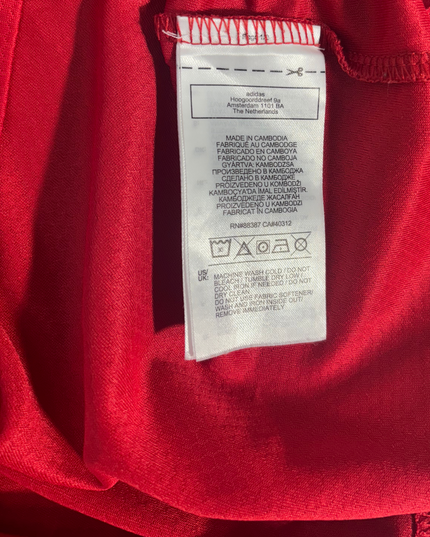 adidas
Hoogoorddreef 9a
Amsterdam 1101 BA
The Netherlands
MADE IN CAMBODIA
FABRIQUÉ AU CAMBODGE
FABRICADO EN CAMBOYA
FABRICADO NO CAMBOJA
GYÁRTVA: KAMBODZSA
ПРОИЗВЕДЕНО В КАМБОДЖА
СДЕЛАНО В КАМБОДЖЕ
PROIZVEDENO U KOMBODŽI
KAMBOÇYA'DA İMAL EDİLMİŞTİR
КАМБОДЖЕДЕ ЖАСАЛҒАН
PROIZVEDENO U KAMBODŽI
FABRICAT ÎN CAMBOGIA
RN#88387 CA#40312
30
US/
UK:
MACHINE WASH COLD / DO NOT
BLEACH / TUMBLE DRY LOW /
COOL IRON IF NEEDED / DO NOT
DRY CLEAN
DO NOT USE FABRIC SOFTENER/
WASH AND IRON INSIDE OUT/
REMOVE IMMEDIATELY